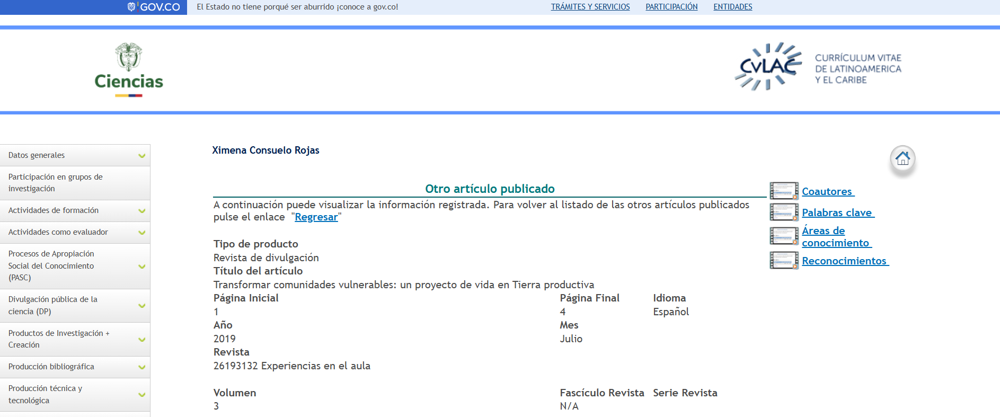 GOV.CO
El Estado no tiene porqué ser aburrido ¡conoce a gov.co!
TRÁMITES Y SERVICIOS
PARTICIPACIÓN
ENTIDADES
Ciencias
CvLAC
CURRÍCULUM VITAE
DE LATINOAMERICA
Y EL CARIBE
Datos generales
Participación en grupos de
investigación
Actividades de formación
Actividades como evaluador
Procesos de Apropiación
Social del Conocimiento
(PASC)
Divulgación pública de la
ciencia (DP)
Productos de Investigación +
Creación
Producción bibliográfica
Producción técnica y
tecnológica
Ximena Consuelo Rojas
Otro artículo publicado
A continuación puede visualizar la información registrada. Para volver al listado de las otros artículos publicados
pulse el enlace "Regresar"
Tipo de producto
Revista de divulgación
Título del artículo
Transformar comunidades vulnerables: un proyecto de vida en Tierra productiva
Página Inicial Página Final Idioma
1 4 Español
Año Mes
2019 Julio
Revista
26193132 Experiencias en el aula
Volumen Fascículo Revista Serie Revista
3 N/A
Coautores
Palabras clave
Áreas de
conocimiento
Reconocimientos